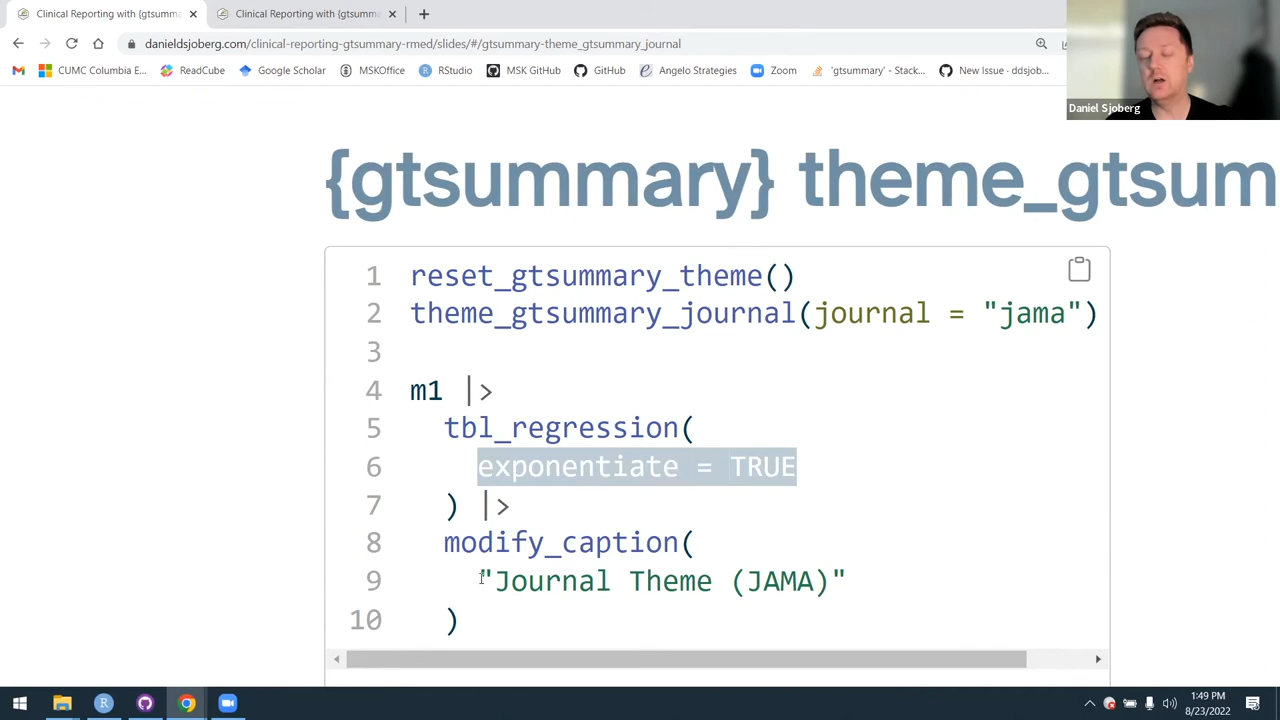 Clinical Reporting with {gtsumm
Clinical Reporting with {gtsumm
danieldsjoberg.com/clinical-reporting-gtsummary-rmed/slides/#/gtsummary-theme_gtsummary_journal
CUMC Columbia E...
ReadCube
Google Scholar
MSKOffice
RStudio
MSK GitHub
GitHub
Angelo Strategies
Zoom
'gtsummary' - Stack...
New Issue · ddsjob...
Daniel Sjoberg
{gtsummary} theme_gtsum
1 reset_gtsummary_theme()
2 theme_gtsummary_journal(journal = "jama")
3
4 m1 |>
5 tbl_regression(
6 exponentiate = TRUE
7 ) |>
8 modify_caption(
9 "Journal Theme (JAMA)"
10 )
1:49 PM
8/23/2022